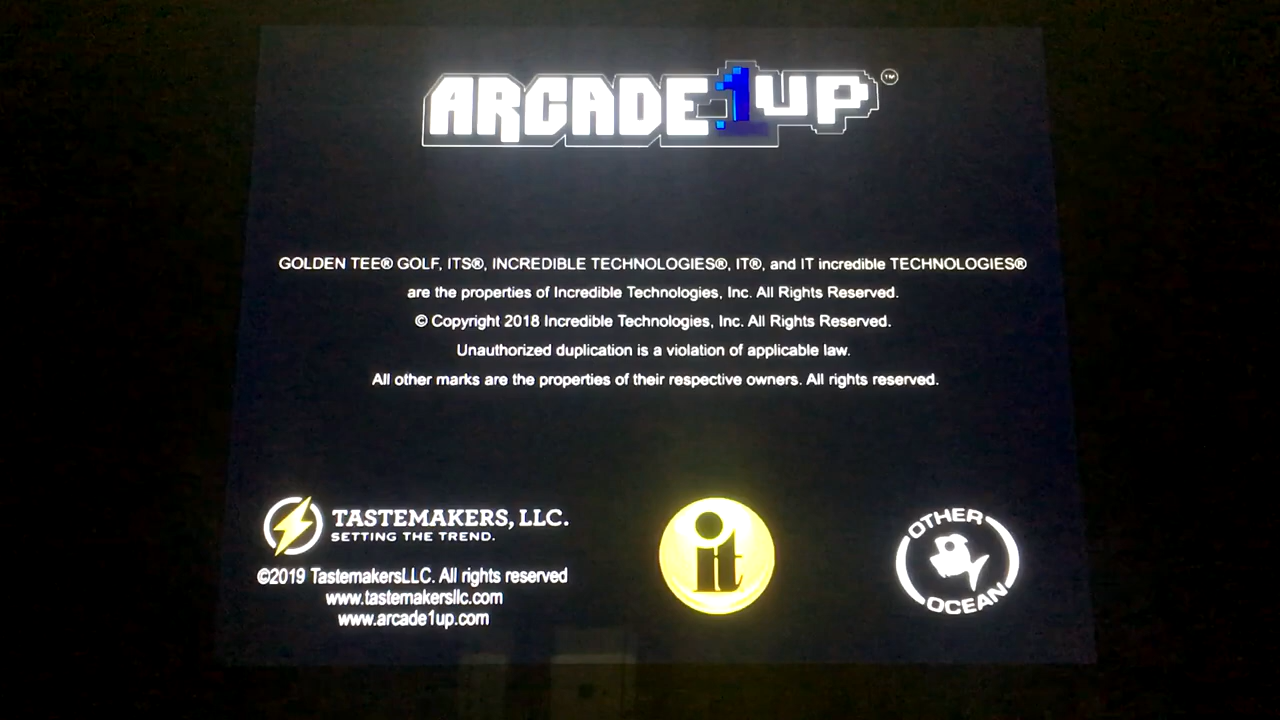 ARCADE1UP™
GOLDEN TEE® GOLF, ITS®, INCREDIBLE TECHNOLOGIES®, IT®, and IT incredible TECHNOLOGIES®
are the properties of Incredible Technologies, Inc. All Rights Reserved.
© Copyright 2018 Incredible Technologies, Inc. All Rights Reserved.
Unauthorized duplication is a violation of applicable law.
All other marks are the properties of their respective owners. All rights reserved.
TASTEMAKERS, LLC.
SETTING THE TREND.
©2019 TastemakersLLC. All rights reserved
www.tastemakersllc.com
www.arcade1up.com
it
OTHER
OCEAN